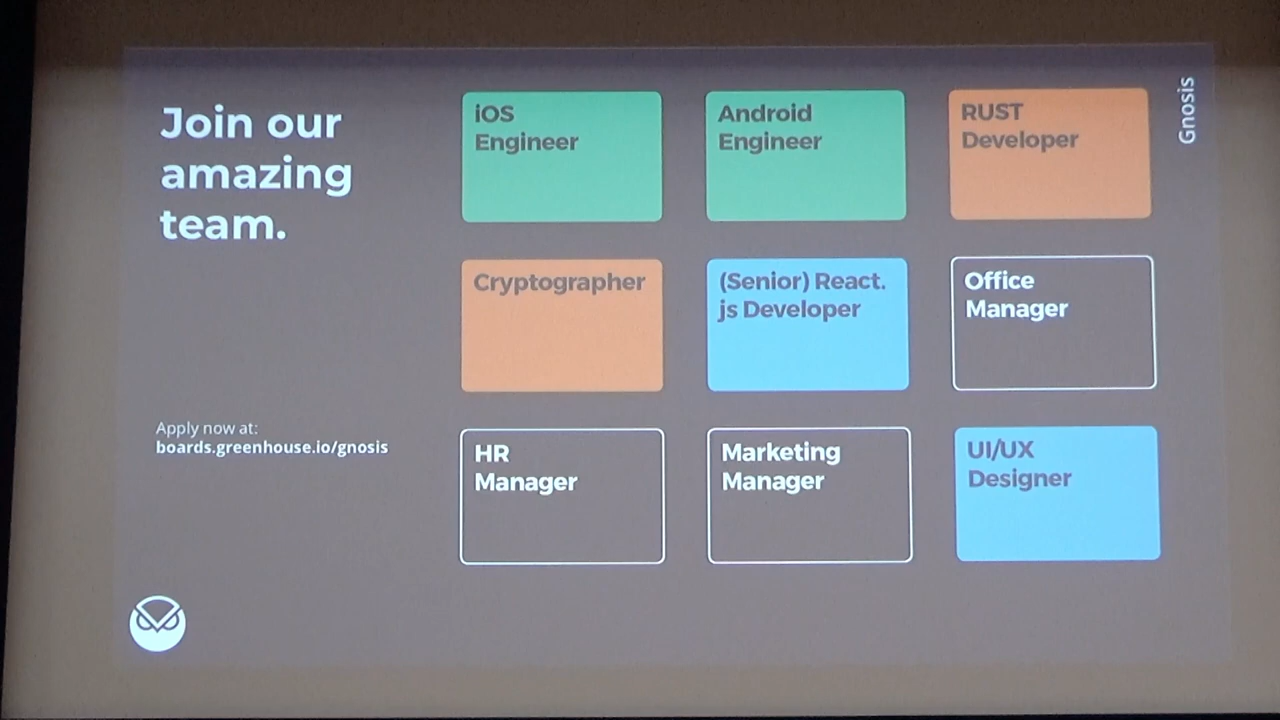 Join our
amazing
team.
Apply now at:
boards.greenhouse.io/gnosis
iOS
Engineer
Android
Engineer
RUST
Developer
Cryptographer
(Senior) React.
js Developer
Office
Manager
HR
Manager
Marketing
Manager
UI/UX
Designer
Gnosis